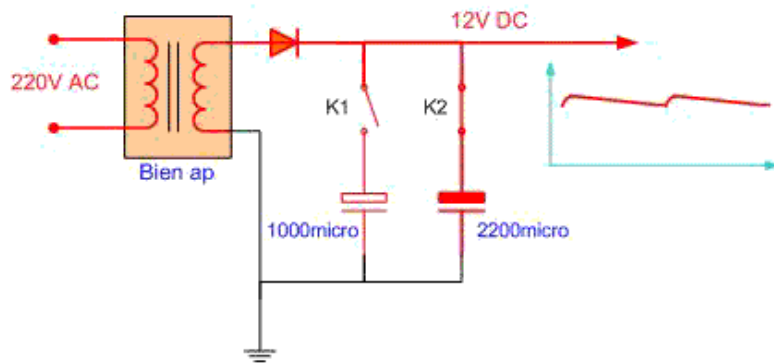 12V DC
220V AC
K1
K2
Bien ap
1000micro
2200micro